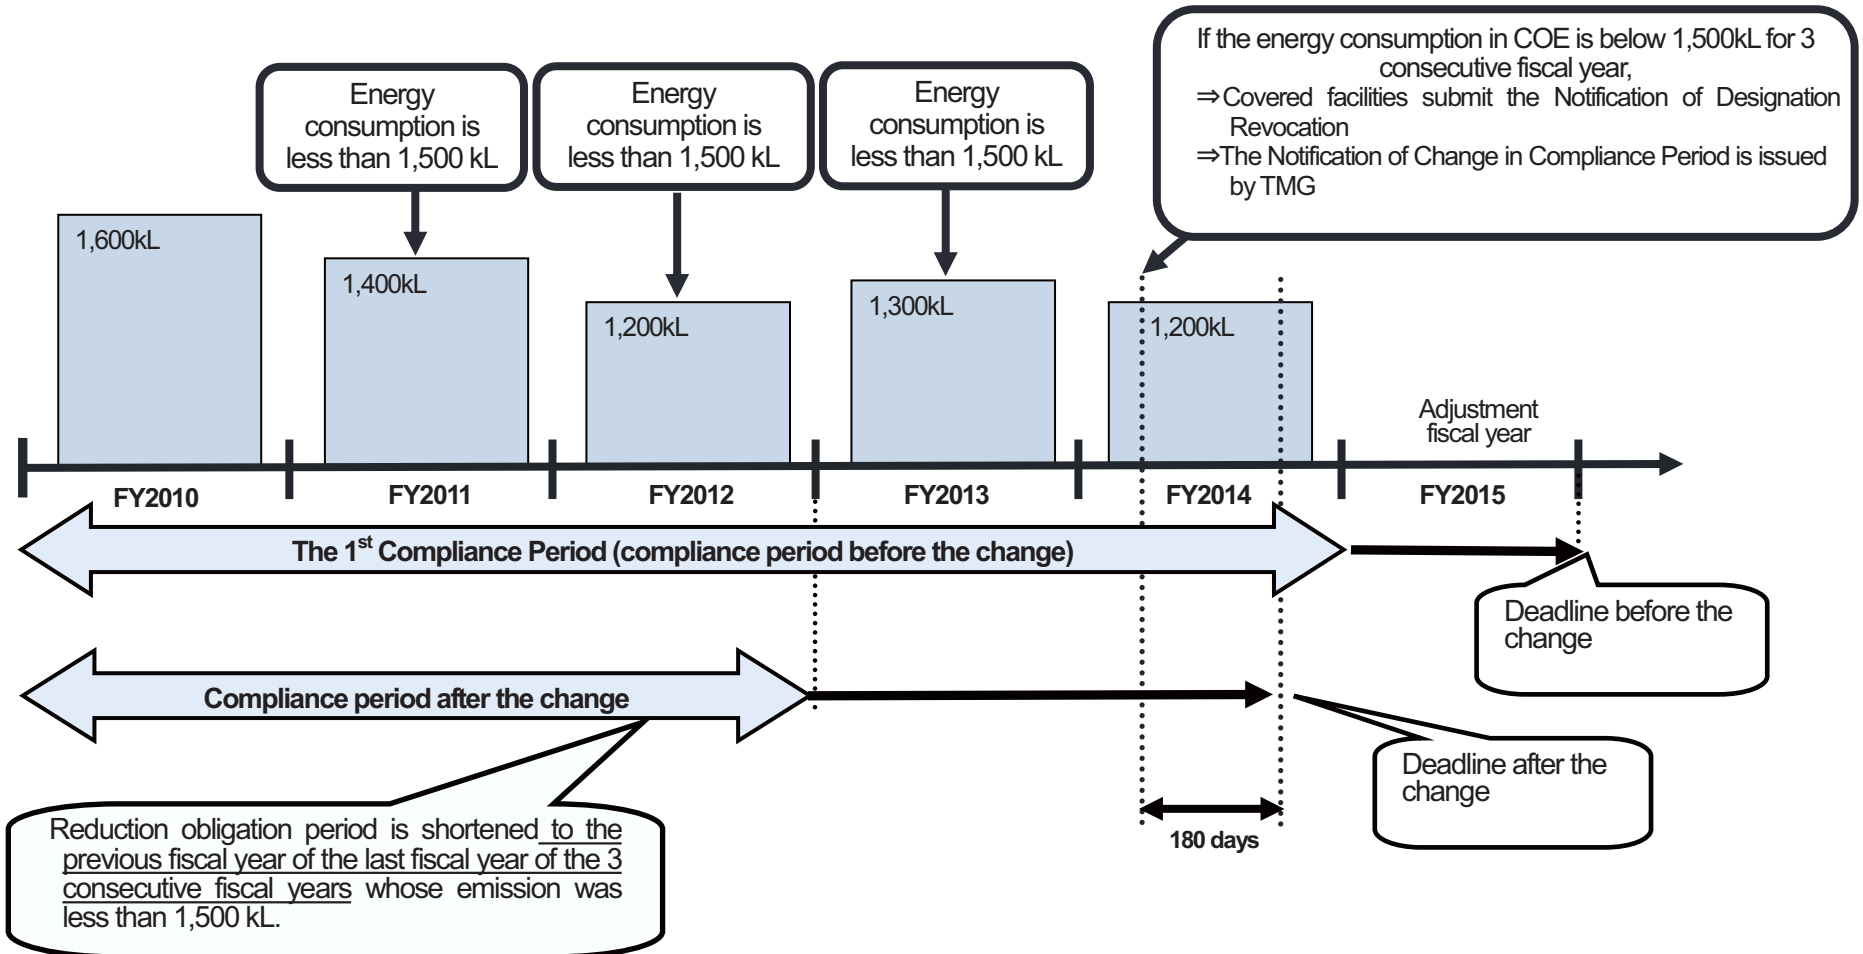 If the energy consumption in COE is below 1,500kL for 3
consecutive fiscal year,
⇒Covered facilities submit the Notification of Designation
Revocation
⇒The Notification of Change in Compliance Period is issued
by TMG
Energy
consumption is
less than 1,500 kL
Energy
consumption is
less than 1,500 kL
Energy
consumption is
less than 1,500 kL
1,600kL
1,400kL
1,200kL
1,300kL
1,200kL
Adjustment
fiscal year
FY2010
FY2011
FY2012
FY2013
FY2014
FY2015
The 1st Compliance Period (compliance period before the change)
Deadline before the
change
Compliance period after the change
Deadline after the
change
180 days
Reduction obligation period is shortened to the
previous fiscal year of the last fiscal year of the 3
consecutive fiscal years whose emission was
less than 1,500 kL.